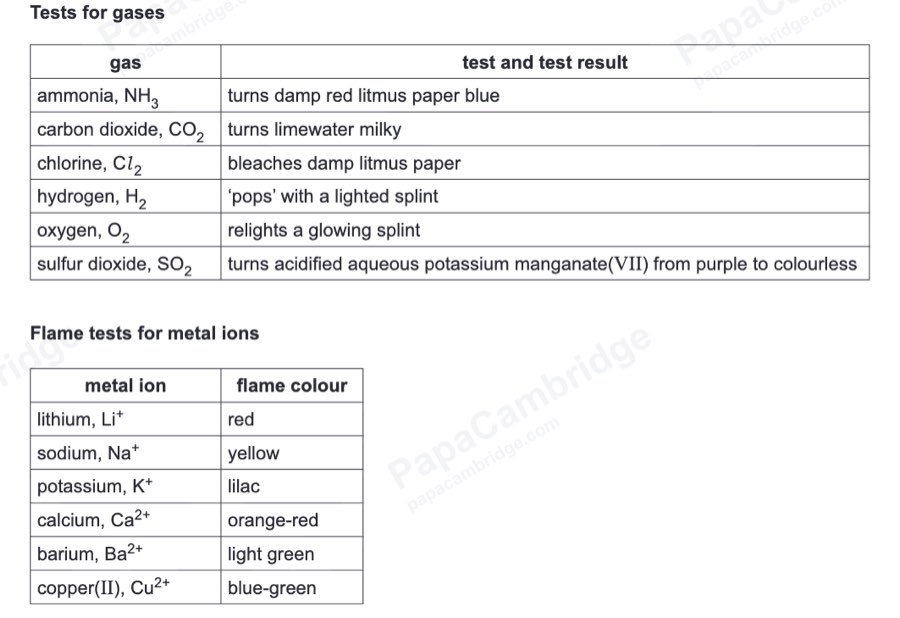 Tests for gases
gas test and test result
ammonia, NH₃ turns damp red litmus paper blue
carbon dioxide, CO₂ turns limewater milky
chlorine, Cl₂ bleaches damp litmus paper
hydrogen, H₂ ‘pops’ with a lighted splint
oxygen, O₂ relights a glowing splint
sulfur dioxide, SO₂ turns acidified aqueous potassium manganate(VII) from purple to colourless
Flame tests for metal ions
metal ion flame colour
lithium, Li⁺ red
sodium, Na⁺ yellow
potassium, K⁺ lilac
calcium, Ca²⁺ orange-red
barium, Ba²⁺ light green
copper(II), Cu²⁺ blue-green
PapaCambridge
papacambridge.com